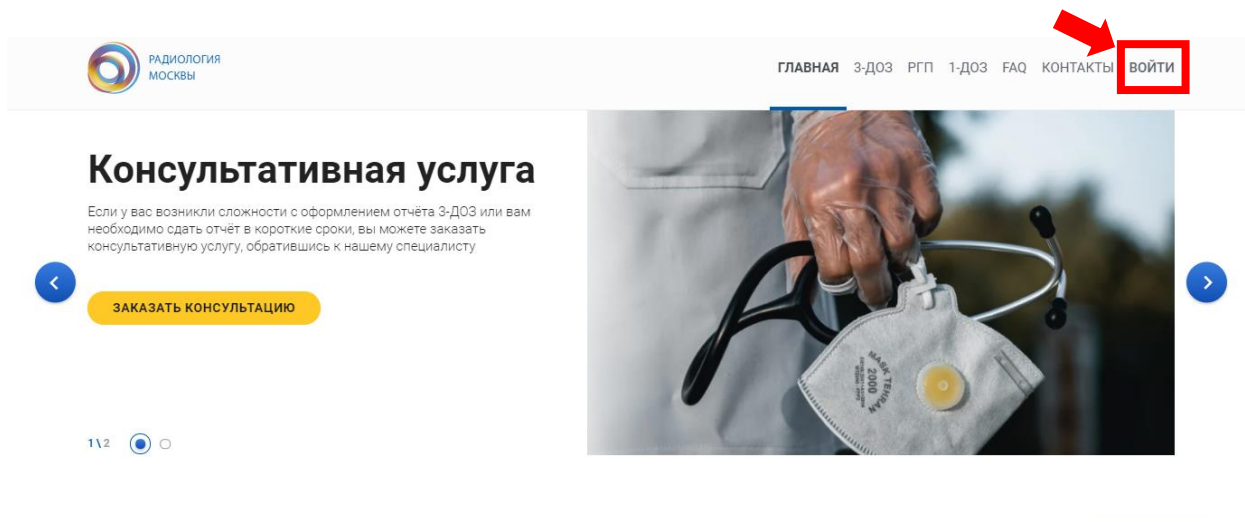 РАДИОЛОГИЯ
МОСКВЫ
ГЛАВНАЯ 3-ДОЗ РГП 1-ДОЗ FAQ КОНТАКТЫ ВОЙТИ
Консультативная услуга
Если у вас возникли сложности с оформлением отчёта 3-ДОЗ или вам
необходимо сдать отчёт в короткие сроки, вы можете заказать
консультативную услугу, обратившись к нашему специалисту
ЗАКАЗАТЬ КОНСУЛЬТАЦИЮ
MASK TEHRAN
2000
1\2